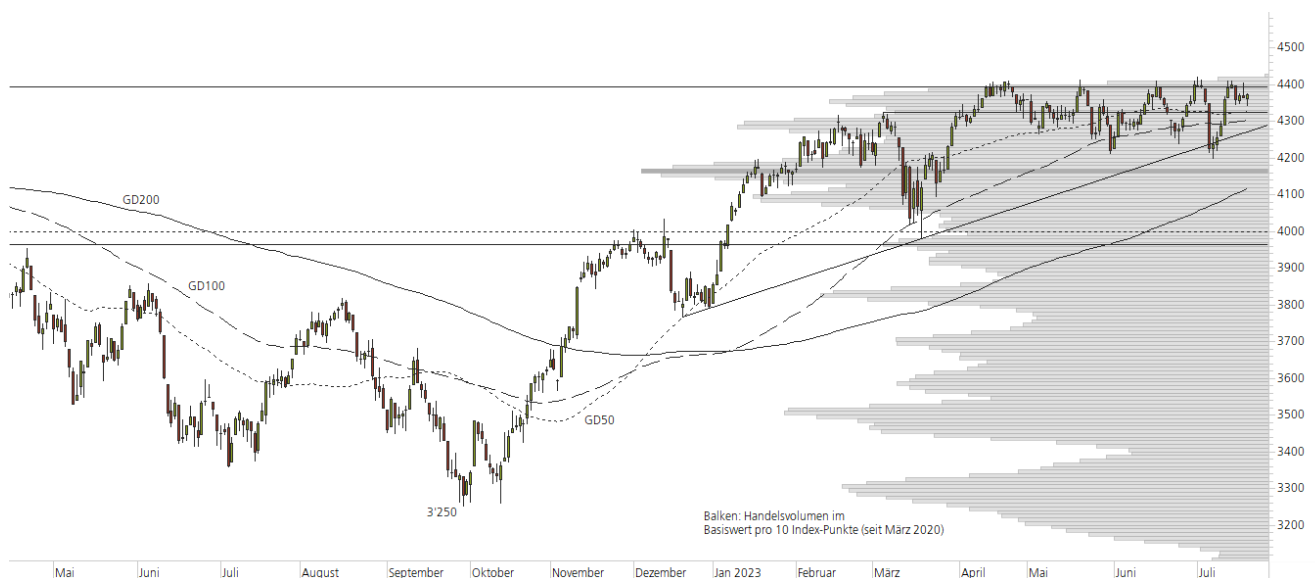 4500
4400
4300
4200
4100
4000
3900
3800
3700
3600
3500
3400
3300
3200
GD200
GD100
GD50
3'250
Balken: Handelsvolumen im
Basiswert pro 10 Index-Punkte (seit März 2020)
Mai Juni Juli August September Oktober November Dezember Jan 2023 Februar März April Mai Juni Juli